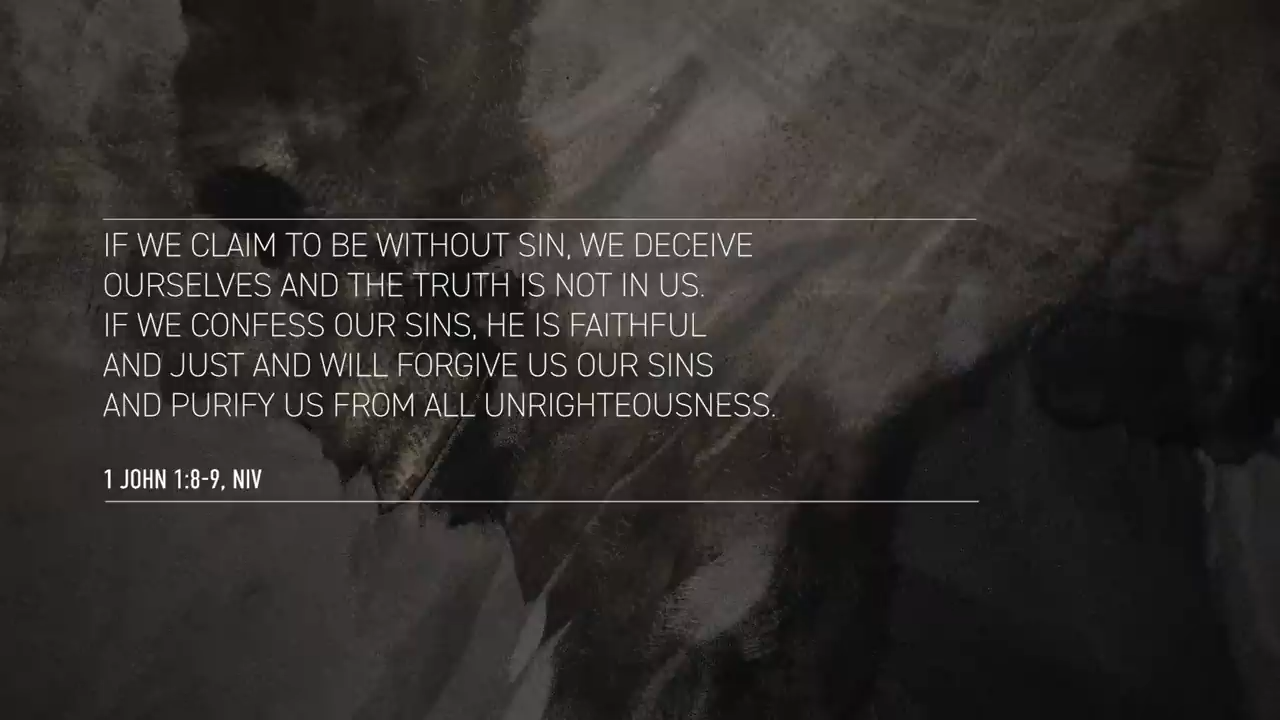 IF WE CLAIM TO BE WITHOUT SIN, WE DECEIVE
OURSELVES AND THE TRUTH IS NOT IN US.
IF WE CONFESS OUR SINS, HE IS FAITHFUL
AND JUST AND WILL FORGIVE US OUR SINS
AND PURIFY US FROM ALL UNRIGHTEOUSNESS.
1 JOHN 1:8-9, NIV